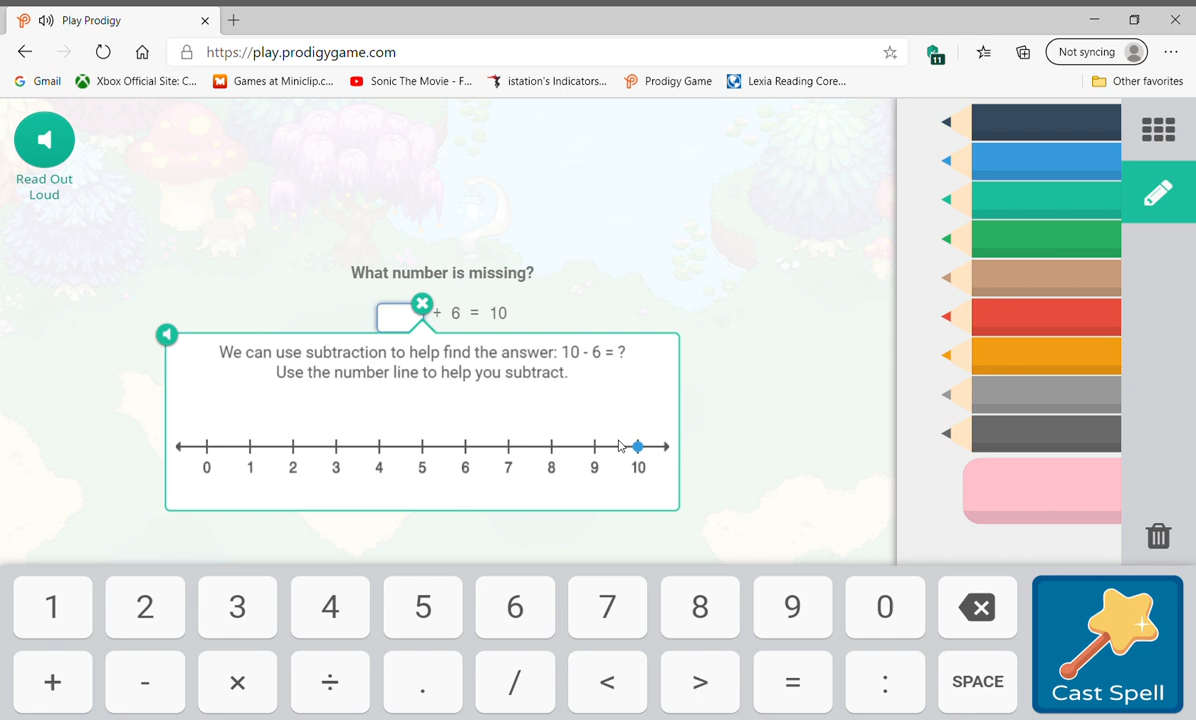 Play Prodigy
https://play.prodigygame.com
11
Not syncing
Gmail
Xbox Official Site: C...
Games at Miniclip.c...
Sonic The Movie - F...
istation's Indicators...
Prodigy Game
Lexia Reading Core...
Other favorites
Read Out
Loud
What number is missing?
+ 6 = 10
We can use subtraction to help find the answer: 10 - 6 = ?
Use the number line to help you subtract.
0 1 2 3 4 5 6 7 8 9 10
1 2 3 4 5 6 7 8 9 0
+ - × ÷ . / < > = : SPACE
Cast Spell